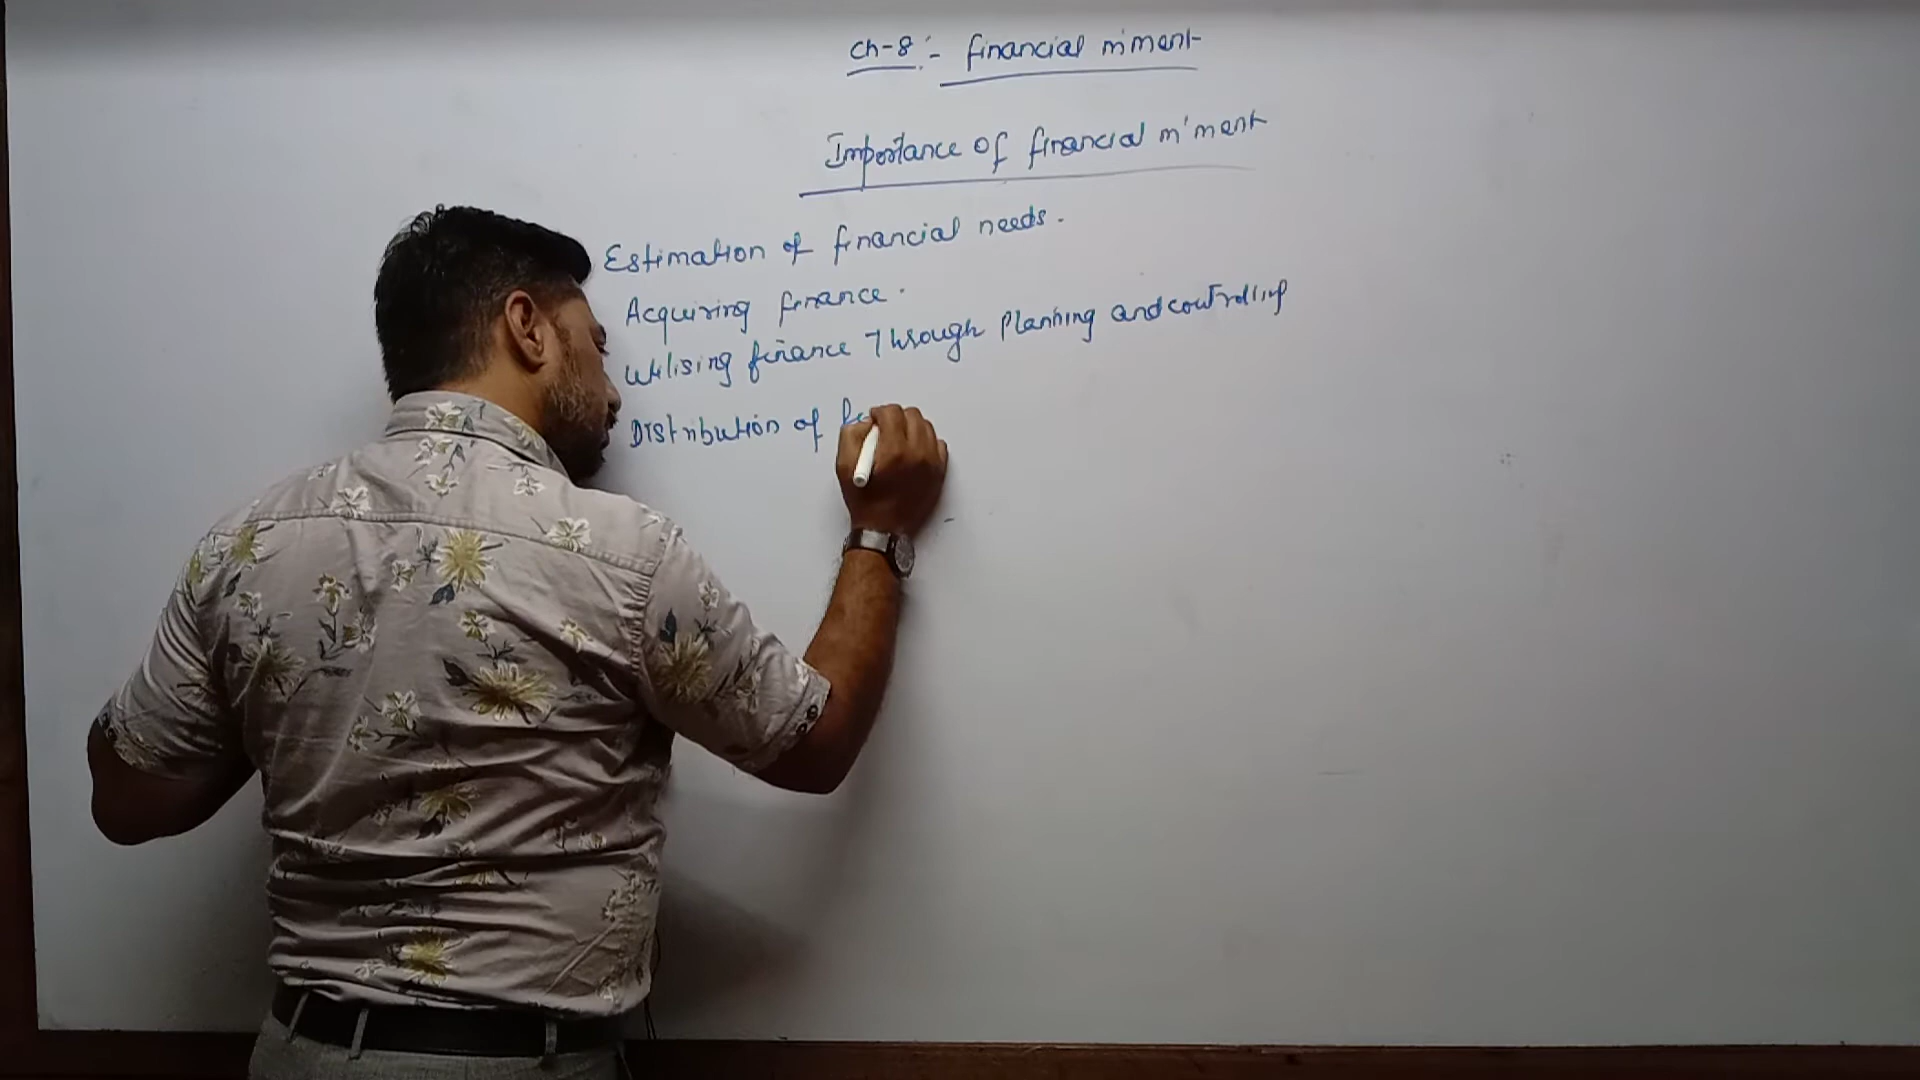 Ch-8:- financial m'ment
Importance of financial m'ment
Estimation of financial needs.
Acquiring finance.
Utilising finance Through planning and controlling
Distribution of